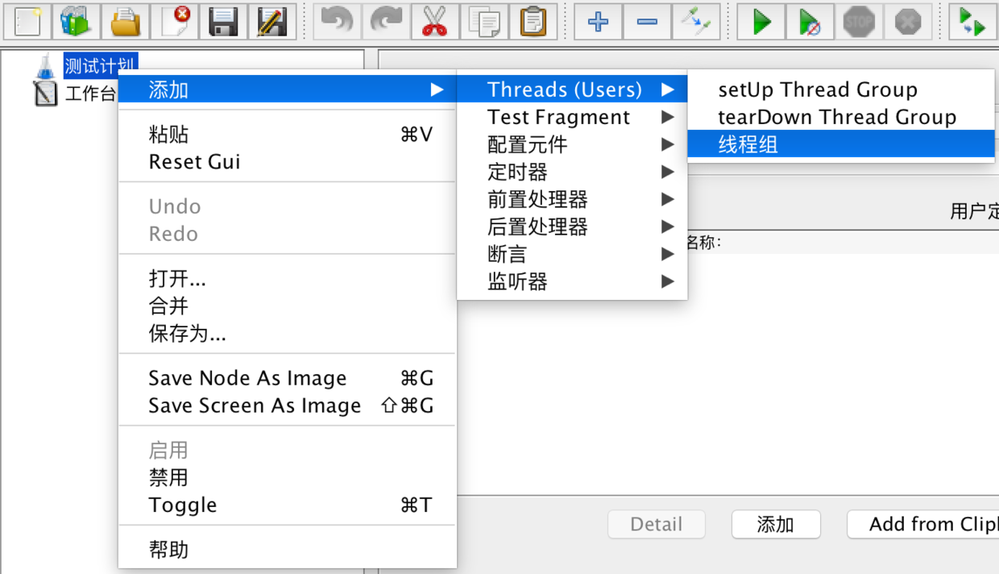 STOP
测试计划
工作台
添加
粘贴 ⌘V
Reset Gui
Undo
Redo
打开...
合并
保存为...
Save Node As Image ⌘G
Save Screen As Image ⇧⌘G
启用
禁用
Toggle ⌘T
帮助
Threads (Users)
Test Fragment
配置元件
定时器
前置处理器
后置处理器
断言
监听器
setUp Thread Group
tearDown Thread Group
线程组
用户定
名称:
Detail
添加
Add from Clip